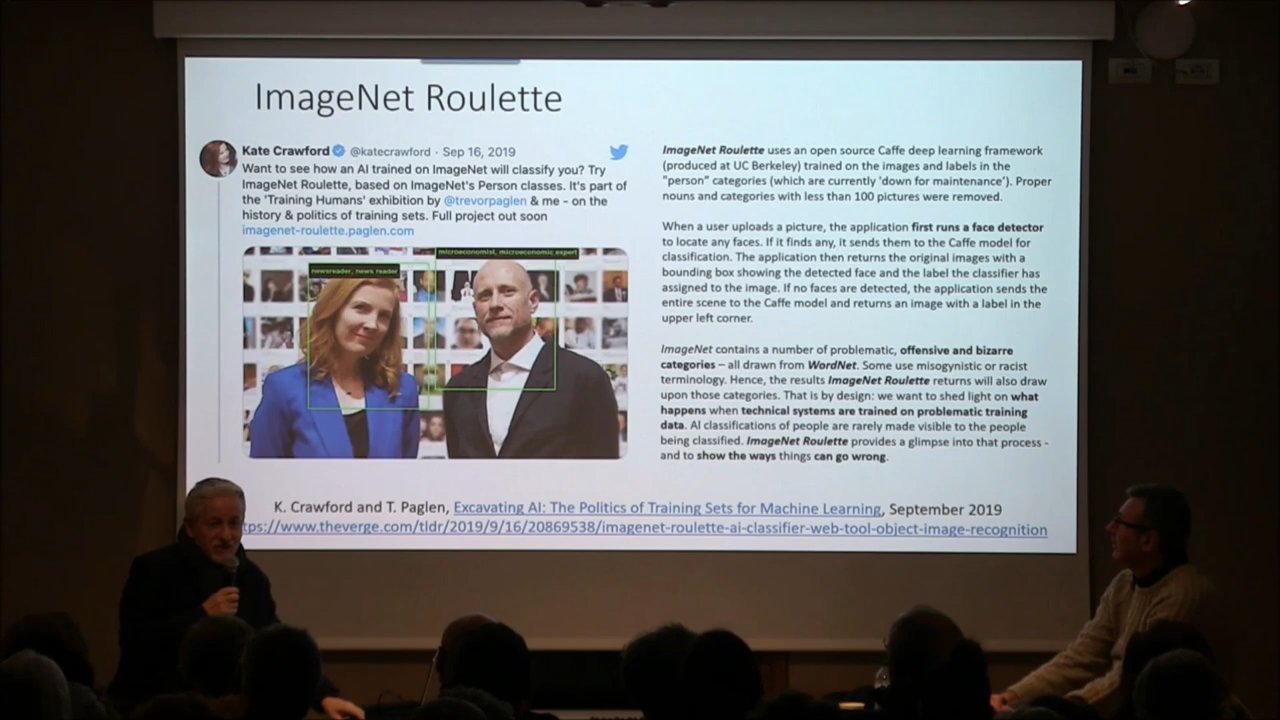 ImageNet Roulette
Kate Crawford @katecrawford · Sep 16, 2019
Want to see how an AI trained on ImageNet will classify you? Try
ImageNet Roulette, based on ImageNet's Person classes. It's part of
the 'Training Humans' exhibition by @trevorpaglen & me - on the
history & politics of training sets. Full project out soon
imagenet-roulette.paglen.com
microeconomist, microeconomic expert
newsreader, news reader
ImageNet Roulette uses an open source Caffe deep learning framework
(produced at UC Berkeley) trained on the images and labels in the
"person" categories (which are currently 'down for maintenance'). Proper
nouns and categories with less than 100 pictures were removed.
When a user uploads a picture, the application first runs a face detector
to locate any faces. If it finds any, it sends them to the Caffe model for
classification. The application then returns the original images with a
bounding box showing the detected face and the label the classifier has
assigned to the image. If no faces are detected, the application sends the
entire scene to the Caffe model and returns an image with a label in the
upper left corner.
ImageNet contains a number of problematic, offensive and bizarre
categories – all drawn from WordNet. Some use misogynistic or racist
terminology. Hence, the results ImageNet Roulette returns will also draw
upon those categories. That is by design: we want to shed light on what
happens when technical systems are trained on problematic training
data. AI classifications of people are rarely made visible to the people
being classified. ImageNet Roulette provides a glimpse into that process -
and to show the ways things can go wrong.
K. Crawford and T. Paglen, Excavating AI: The Politics of Training Sets for Machine Learning, September 2019
tps://www.theverge.com/tldr/2019/9/16/20869538/imagenet-roulette-ai-classifier-web-tool-object-image-recognition